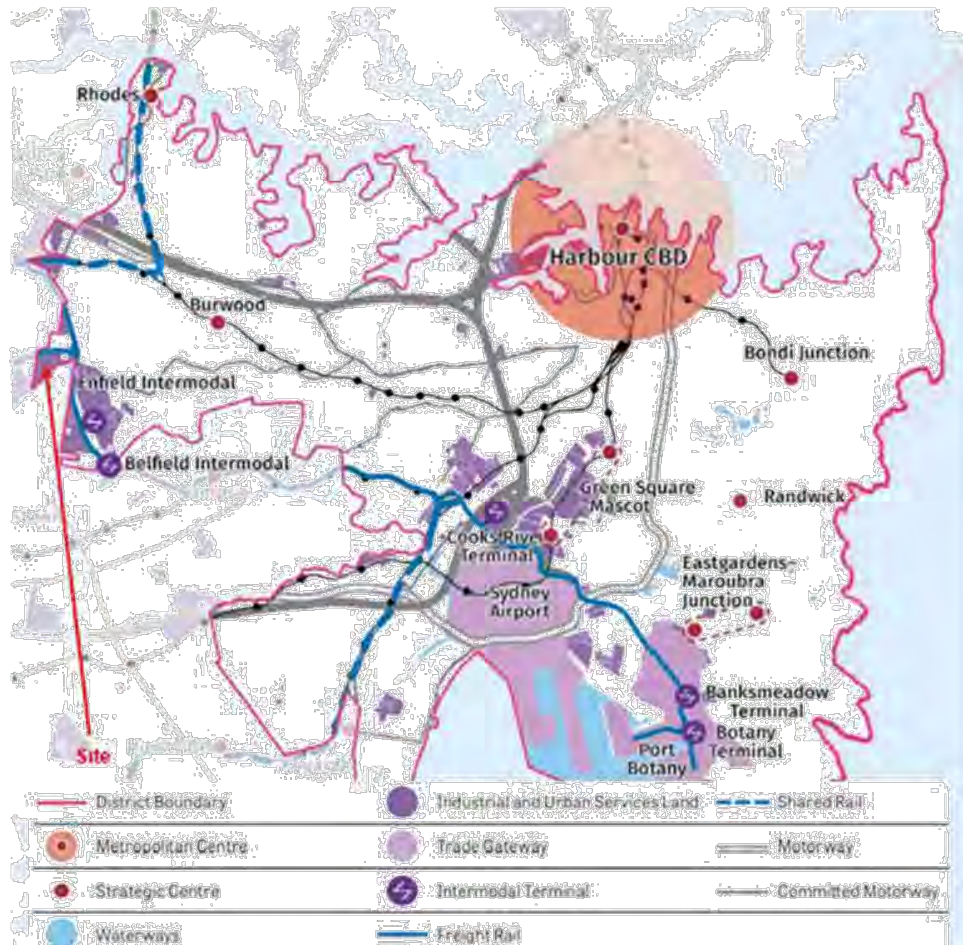 Rhodes
Harbour CBD
Burwood
Bondi Junction
Enfield Intermodal
Belfield Intermodal
Green Square
Mascot
Randwick
Cooks River
Terminal
Eastgardens-
Maroubra
Junction
Sydney
Airport
Banksmeadow
Terminal
Botany
Terminal
Port
Botany
Site
District Boundary
Industrial and Urban Services Land
Shared Rail
Metropolitan Centre
Trade Gateway
Motorway
Strategic Centre
Intermodal Terminal
Committed Motorway
Waterways
Freight Rail